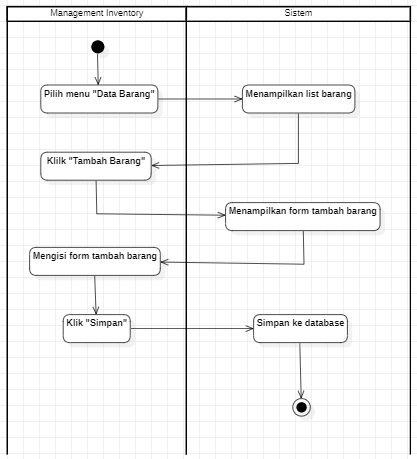 Management Inventory
Sistem
Pilih menu "Data Barang"
Menampilkan list barang
Klilk "Tambah Barang"
Menampilkan form tambah barang
Mengisi form tambah barang
Klik "Simpan"
Simpan ke database